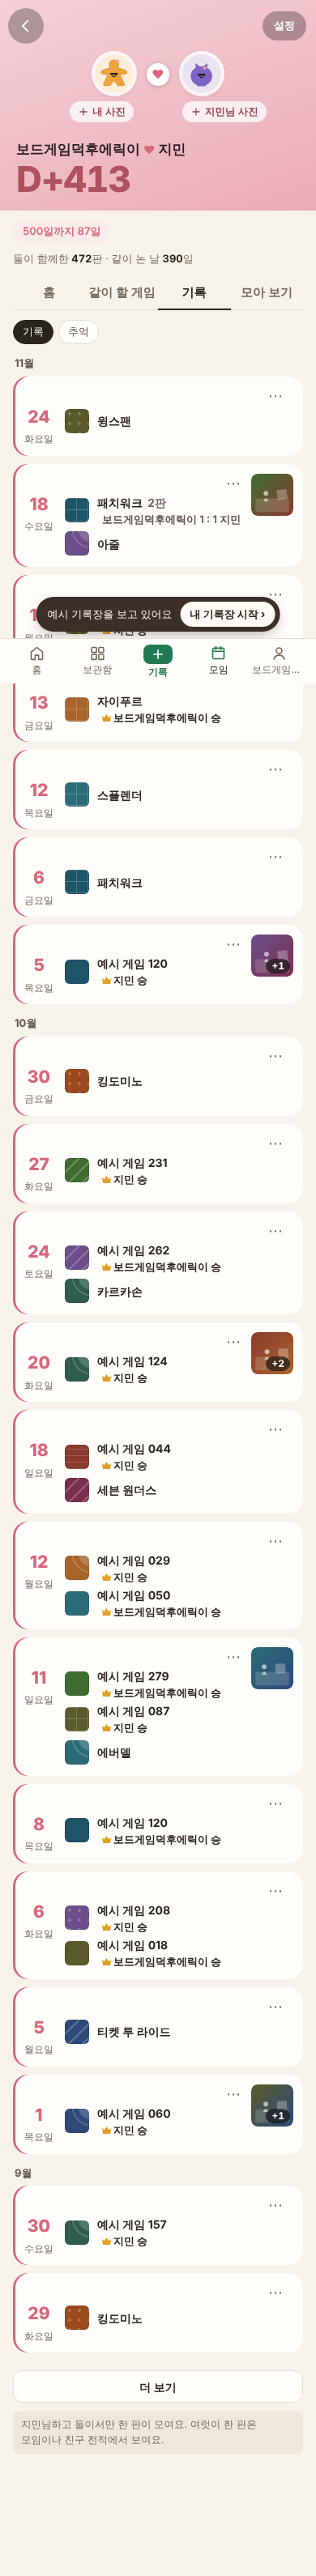 설정
+ 내 사진
+ 지민님 사진
보드게임덕후에릭이 ♥ 지민
D+413
500일까지 87일
둘이 함께한 472판 · 같이 논 날 390일
홈
같이 할 게임
기록
모아 보기
기록
추억
11월
24
화요일
윙스팬
18
수요일
패치워크 2판
보드게임덕후에릭이 1 : 1 지민
아줄
예시 기록장을 보고 있어요
내 기록장 시작 ›
홈
보관함
기록
모임
보드게임...
13
금요일
자이푸르
보드게임덕후에릭이 승
12
목요일
스플렌더
6
금요일
패치워크
5
목요일
예시 게임 120
지민 승
+1
10월
30
금요일
킹도미노
27
화요일
예시 게임 231
지민 승
24
토요일
예시 게임 262
보드게임덕후에릭이 승
카르카손
20
화요일
예시 게임 124
지민 승
+2
18
일요일
예시 게임 044
지민 승
세븐 원더스
12
월요일
예시 게임 029
지민 승
예시 게임 050
보드게임덕후에릭이 승
11
일요일
예시 게임 279
보드게임덕후에릭이 승
예시 게임 087
지민 승
에버델
8
목요일
예시 게임 120
보드게임덕후에릭이 승
6
화요일
예시 게임 208
지민 승
예시 게임 018
보드게임덕후에릭이 승
5
월요일
티켓 투 라이드
1
목요일
예시 게임 060
지민 승
+1
9월
30
수요일
예시 게임 157
지민 승
29
화요일
킹도미노
더 보기
지민님하고 둘이서만 한 판이 모여요. 여럿이 한 판은
모임이나 친구 전적에서 보여요.